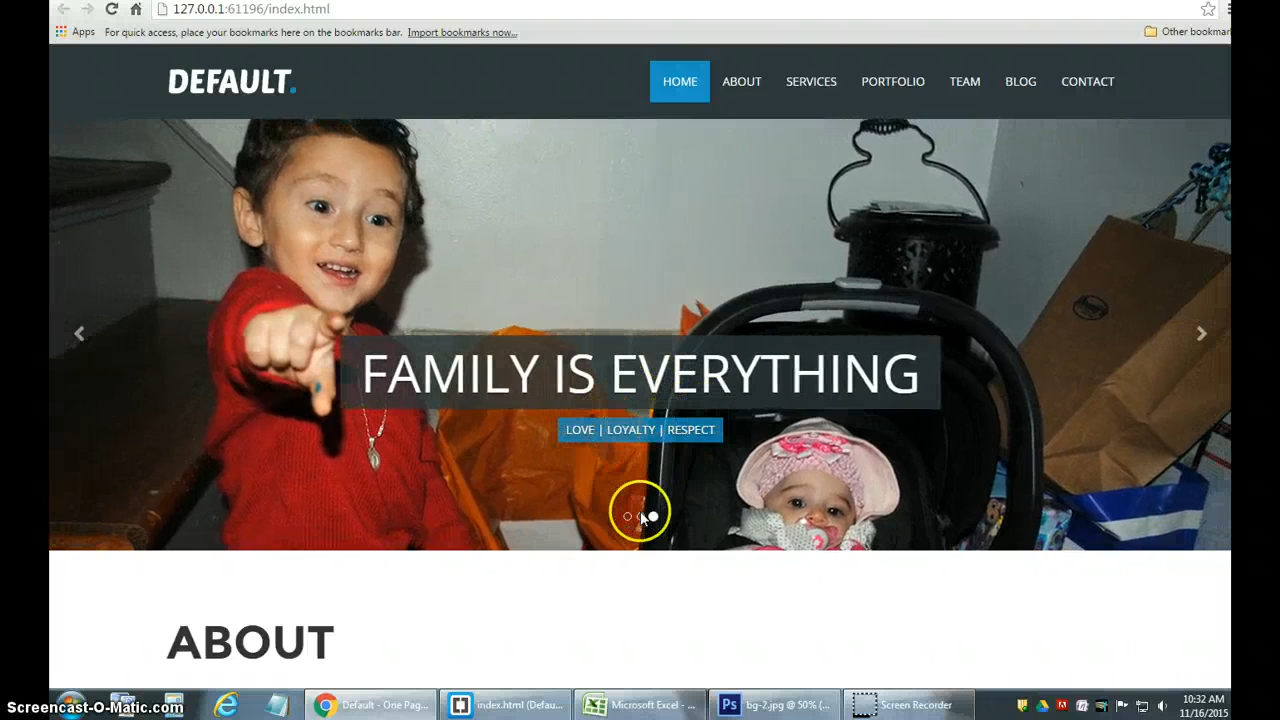 127.0.0.1:61196/index.html
Apps For quick access, place your bookmarks here on the bookmarks bar. Import bookmarks now... Other bookmar
DEFAULT. HOME ABOUT SERVICES PORTFOLIO TEAM BLOG CONTACT
FAMILY IS EVERYTHING
LOVE | LOYALTY | RESPECT
ABOUT
Default - One Pag... index.html (Defau... Microsoft Excel - ... bg-2.jpg @ 50% (... Screen Recorder 10:32 AM
11/16/2015
Screencast-O-Matic.com